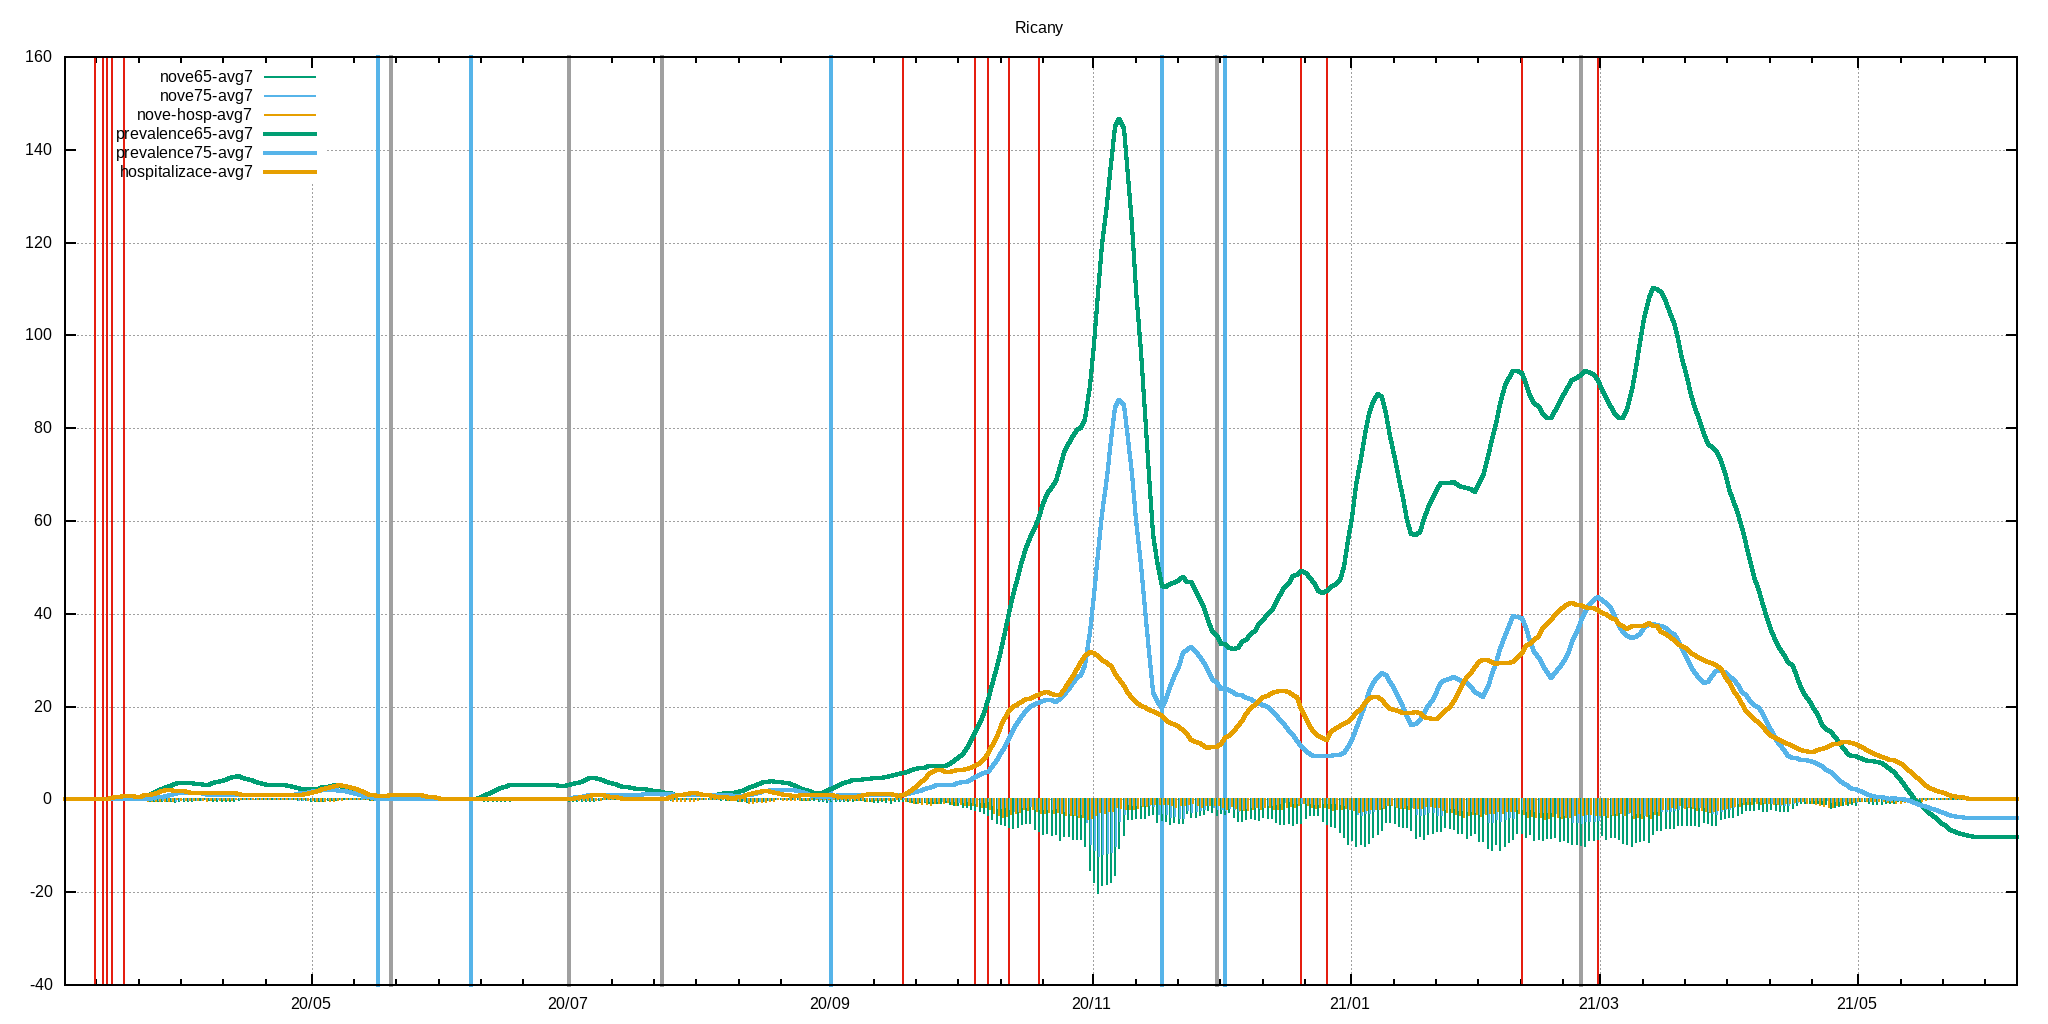 Ricany
160
140
120
100
80
60
40
20
0
-20
-40
nove65-avg7
nove75-avg7
nove-hosp-avg7
prevalence65-avg7
prevalence75-avg7
hospitalizace-avg7
20/05 20/07 20/09 20/11 21/01 21/03 21/05